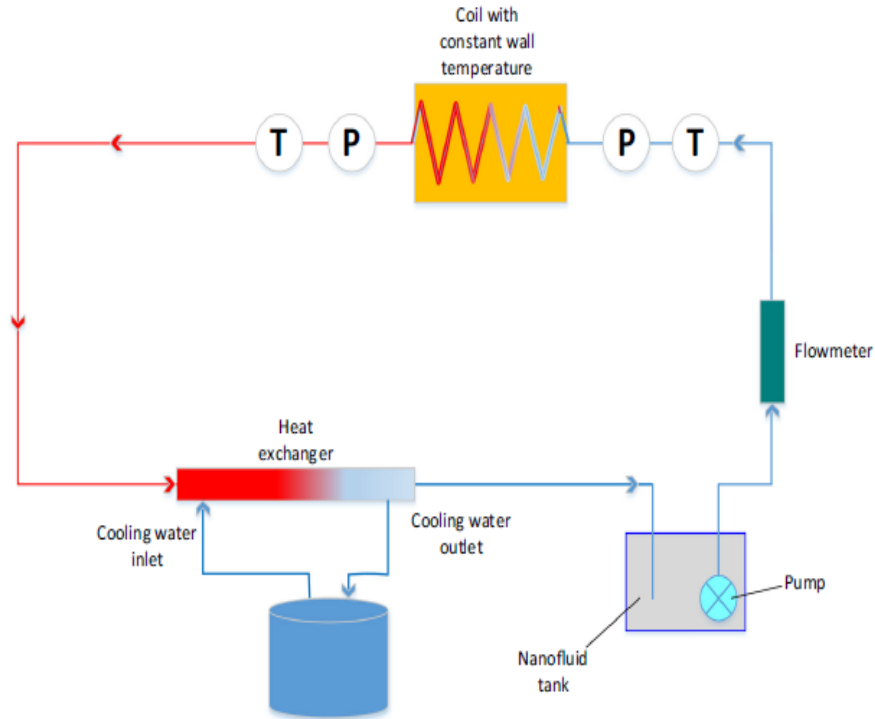 Coil with
constant wall
temperature
T
P
P
T
Flowmeter
Heat
exchanger
Cooling water
inlet
Cooling water
outlet
Pump
Nanofluid
tank